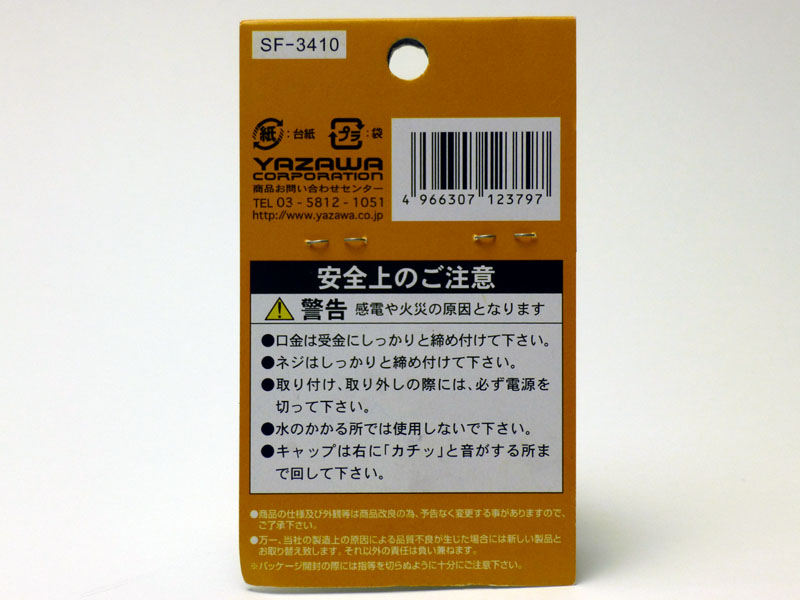 SF-3410
紙:台紙 プラ:袋
YAZAWA
CORPORATION
商品お問い合わせセンター
TEL 03-5812-1051
http://www.yazawa.co.jp
4 966307 123797
安全上のご注意
警告 感電や火災の原因となります
●口金は受金にしっかりと締め付けて下さい。
●ネジはしっかりと締め付けて下さい。
●取り付け、取り外しの際には、必ず電源を
切って下さい。
●水のかかる所では使用しないで下さい。
●キャップは右に「カチッ」と音がする所ま
で回して下さい。
●商品の仕様及び外観等は商品改良の為、予告なく変更する事がありますので、
ご了承下さい。
●万一、当社の製造上の原因による品質不良が生じた場合には新しい製品と
お取り替え致します。それ以外の責任は負い兼ねます。
※パッケージ開封の際には指等を切らぬように十分にご注意下さい。